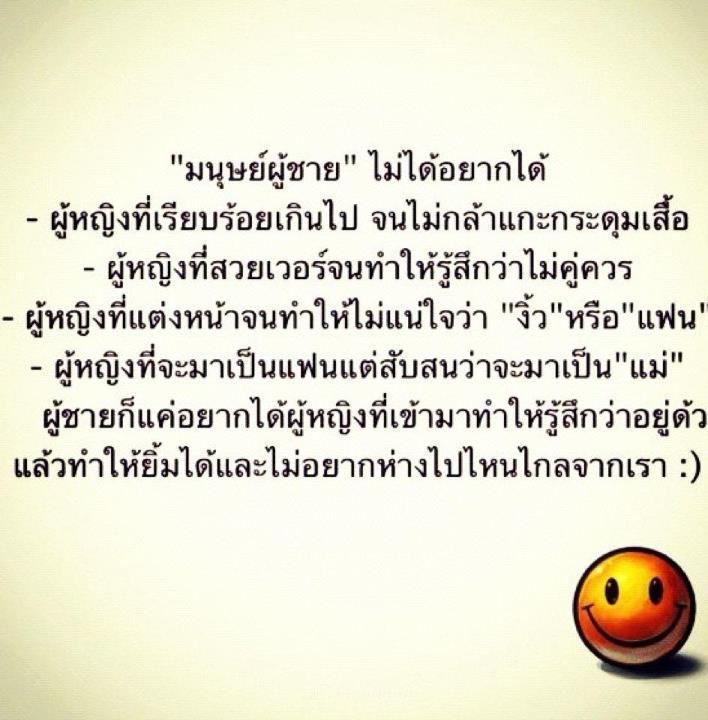 "มนุษย์ผู้ชาย" ไม่ได้อยากได้
- ผู้หญิงที่เรียบร้อยเกินไป จนไม่กล้าแกะกระดุมเสื้อ
- ผู้หญิงที่สวยเวอร์จนทำให้รู้สึกว่าไม่คู่ควร
- ผู้หญิงที่แต่งหน้าจนทำให้ไม่แน่ใจว่า "งิ้ว"หรือ"แฟน"
- ผู้หญิงที่จะมาเป็นแฟนแต่สับสนว่าจะมาเป็น"แม่"
ผู้ชายก็แค่อยากได้ผู้หญิงที่เข้ามาทำให้รู้สึกว่าอยู่ด้ว
แล้วทำให้ยิ้มได้และไม่อยากห่างไปไหนไกลจากเรา :)